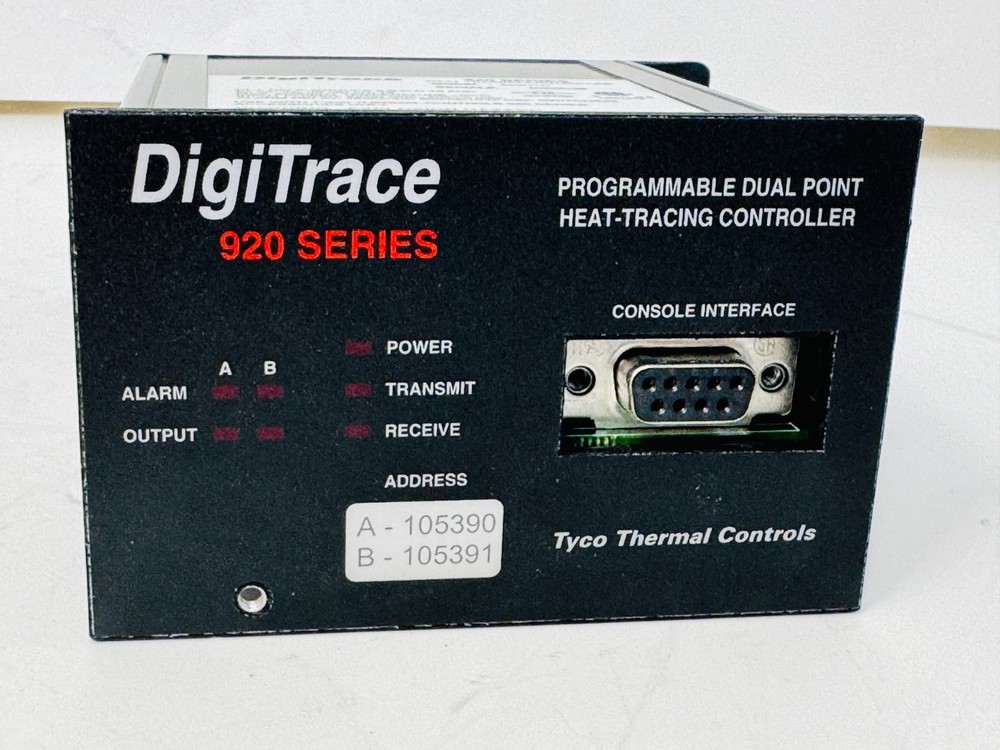 DigiTrace
DigiTrace
920 SERIES
PROGRAMMABLE DUAL POINT
HEAT-TRACING CONTROLLER
CONSOLE INTERFACE
A B
ALARM
OUTPUT
POWER
TRANSMIT
RECEIVE
ADDRESS
A - 105390
B - 105391
Tyco Thermal Controls